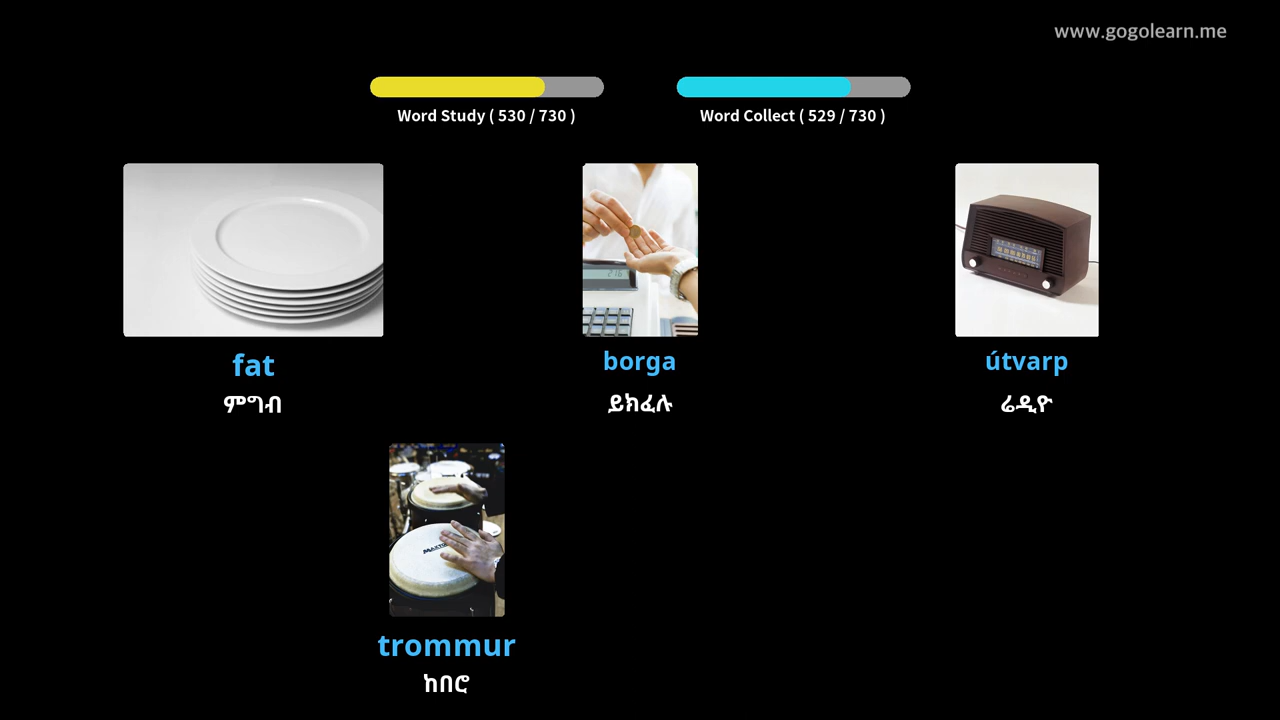 www.gogolearn.me
Word Study ( 530 / 730 )
Word Collect ( 529 / 730 )
fat
ምግብ
borga
ይክፈሉ
útvarp
ሬዲዮ
trommur
ከበሮ